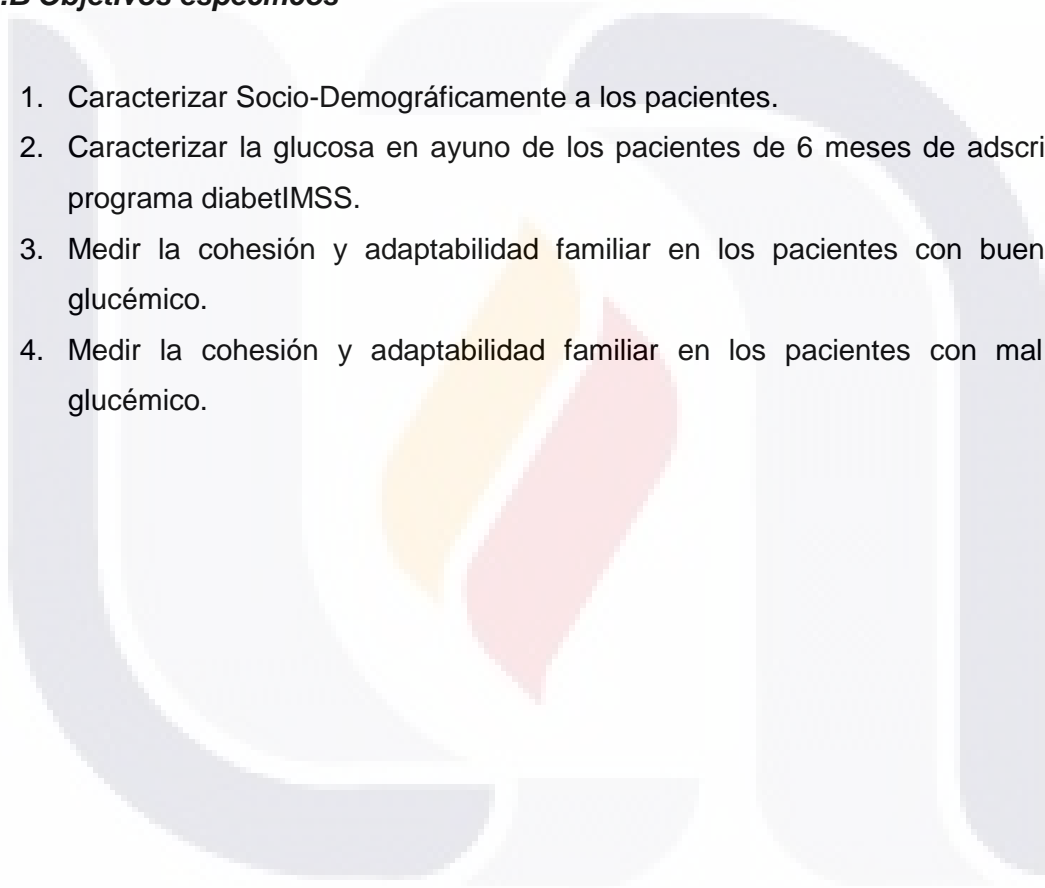 .B Objetivos específicos
1. Caracterizar Socio-Demográficamente a los pacientes.
2. Caracterizar la glucosa en ayuno de los pacientes de 6 meses de adscri
programa diabetIMSS.
3. Medir la cohesión y adaptabilidad familiar en los pacientes con buen
glucémico.
4. Medir la cohesión y adaptabilidad familiar en los pacientes con mal
glucémico.